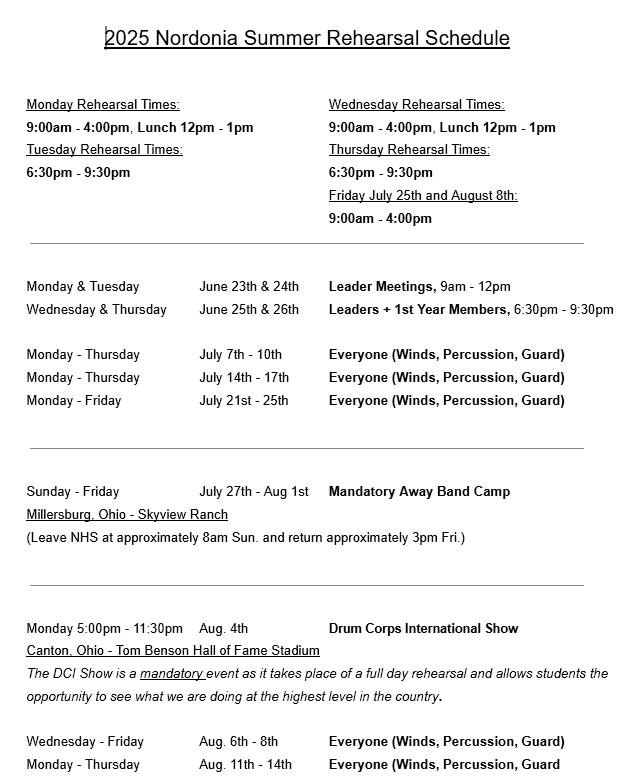 2025 Nordonia Summer Rehearsal Schedule
Monday Rehearsal Times:
9:00am - 4:00pm, Lunch 12pm - 1pm
Tuesday Rehearsal Times:
6:30pm - 9:30pm
Wednesday Rehearsal Times:
9:00am - 4:00pm, Lunch 12pm - 1pm
Thursday Rehearsal Times:
6:30pm - 9:30pm
Friday July 25th and August 8th:
9:00am - 4:00pm
Monday & Tuesday June 23th & 24th Leader Meetings, 9am - 12pm
Wednesday & Thursday June 25th & 26th Leaders + 1st Year Members, 6:30pm - 9:30pm
Monday - Thursday July 7th - 10th Everyone (Winds, Percussion, Guard)
Monday - Thursday July 14th - 17th Everyone (Winds, Percussion, Guard)
Monday - Friday July 21st - 25th Everyone (Winds, Percussion, Guard)
Sunday - Friday July 27th - Aug 1st Mandatory Away Band Camp
Millersburg, Ohio - Skyview Ranch
(Leave NHS at approximately 8am Sun. and return approximately 3pm Fri.)
Monday 5:00pm - 11:30pm Aug. 4th Drum Corps International Show
Canton, Ohio - Tom Benson Hall of Fame Stadium
The DCI Show is a mandatory event as it takes place of a full day rehearsal and allows students the
opportunity to see what we are doing at the highest level in the country.
Wednesday - Friday Aug. 6th - 8th Everyone (Winds, Percussion, Guard)
Monday - Thursday Aug. 11th - 14th Everyone (Winds, Percussion, Guard